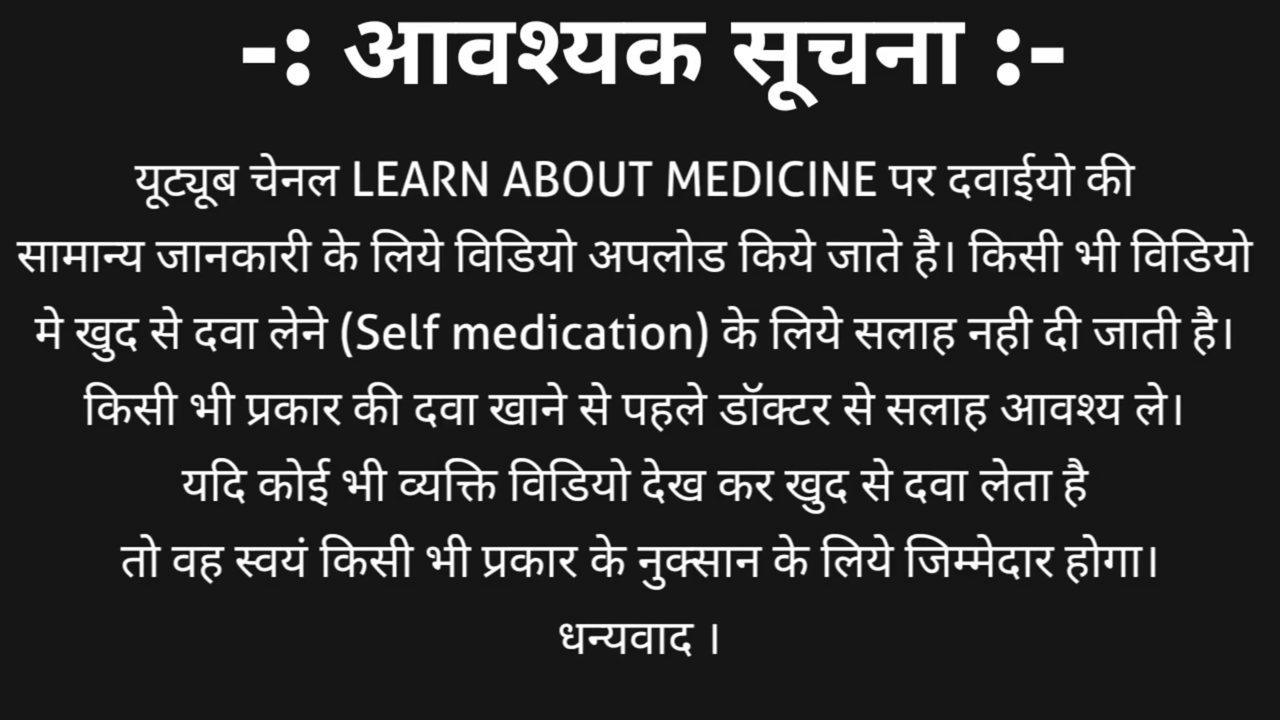 -: आवश्यक सूचना :-
यूट्यूब चेनल LEARN ABOUT MEDICINE पर दवाईयो की
सामान्य जानकारी के लिये विडियो अपलोड किये जाते है। किसी भी विडियो
मे खुद से दवा लेने (Self medication) के लिये सलाह नही दी जाती है।
किसी भी प्रकार की दवा खाने से पहले डॉक्टर से सलाह आवश्य ले।
यदि कोई भी व्यक्ति विडियो देख कर खुद से दवा लेता है
तो वह स्वयं किसी भी प्रकार के नुक्सान के लिये जिम्मेदार होगा।
धन्यवाद ।